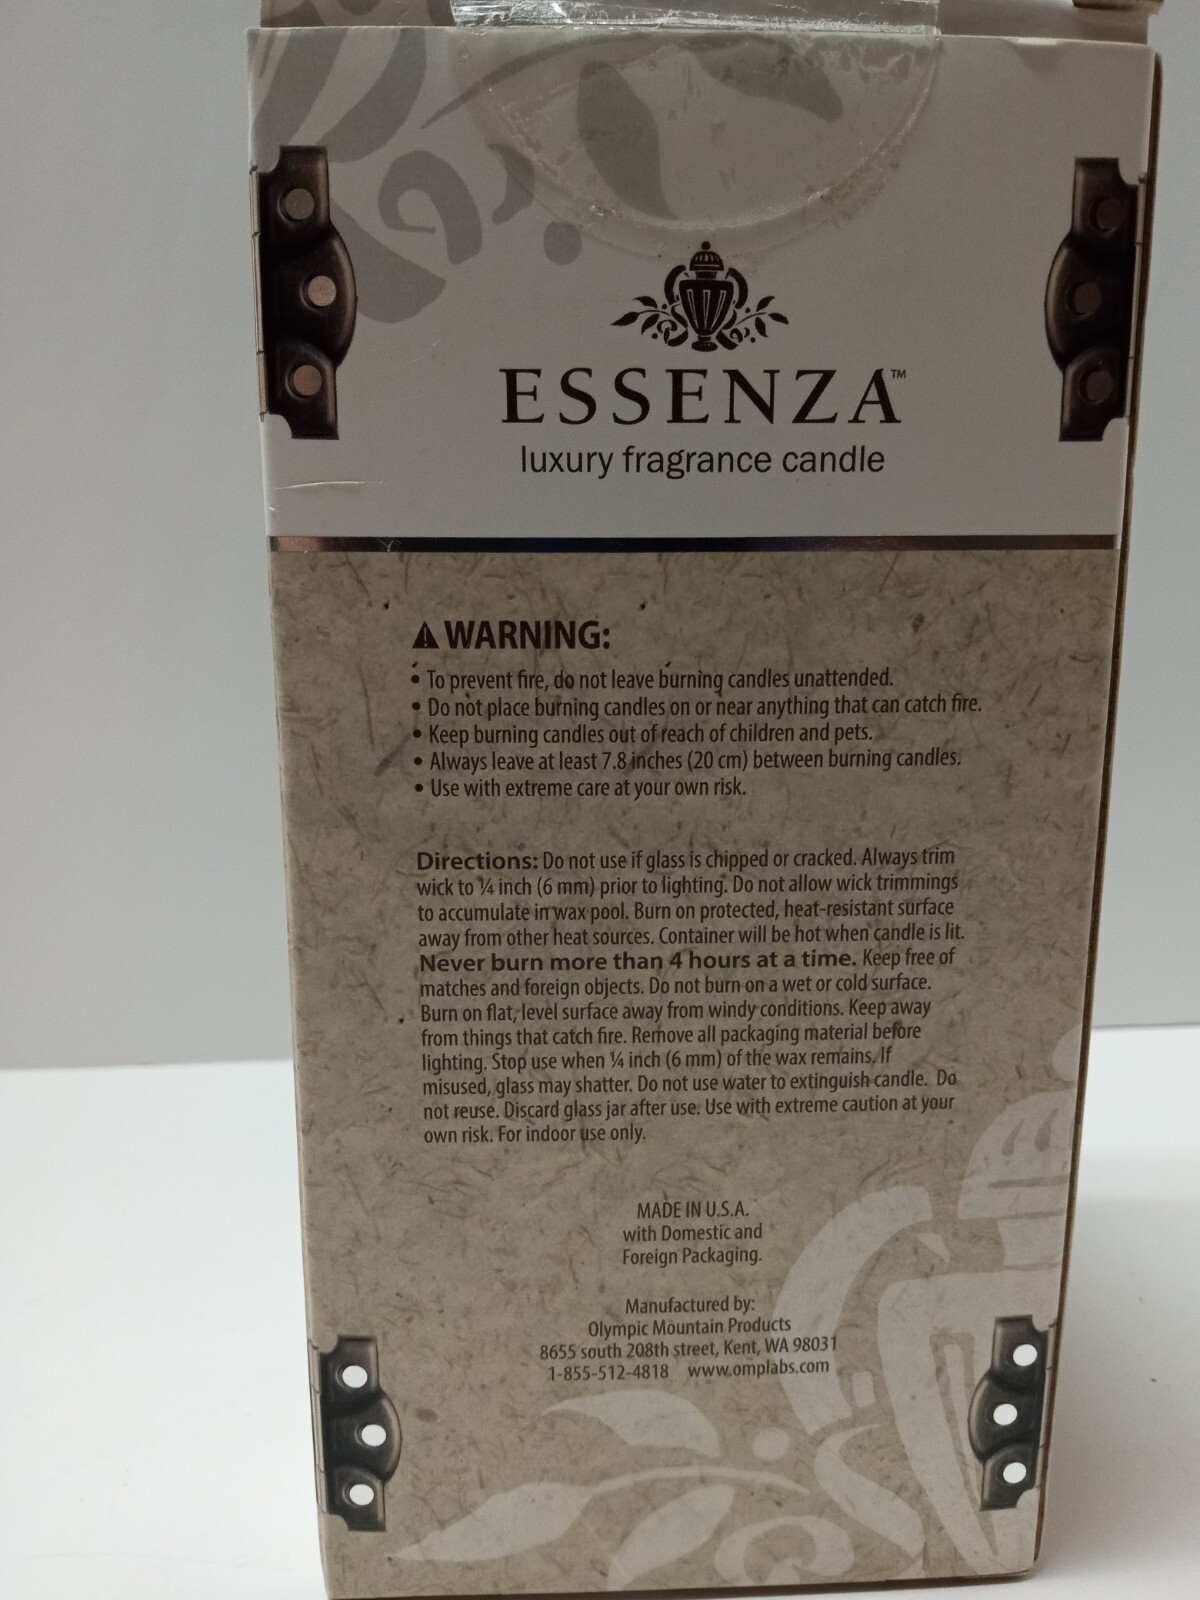 ESSENZA™
luxury fragrance candle
⚠ WARNING:
• To prevent fire, do not leave burning candles unattended.
• Do not place burning candles on or near anything that can catch fire.
• Keep burning candles out of reach of children and pets.
• Always leave at least 7.8 inches (20 cm) between burning candles.
• Use with extreme care at your own risk.
Directions: Do not use if glass is chipped or cracked. Always trim
wick to ¼ inch (6 mm) prior to lighting. Do not allow wick trimmings
to accumulate in wax pool. Burn on protected, heat-resistant surface
away from other heat sources. Container will be hot when candle is lit.
Never burn more than 4 hours at a time. Keep free of
matches and foreign objects. Do not burn on a wet or cold surface.
Burn on flat, level surface away from windy conditions. Keep away
from things that catch fire. Remove all packaging material before
lighting. Stop use when ¼ inch (6 mm) of the wax remains. If
misused, glass may shatter. Do not use water to extinguish candle. Do
not reuse. Discard glass jar after use. Use with extreme caution at your
own risk. For indoor use only.
MADE IN U.S.A.
with Domestic and
Foreign Packaging.
Manufactured by:
Olympic Mountain Products
8655 south 208th street, Kent, WA 98031
1-855-512-4818 www.omplabs.com